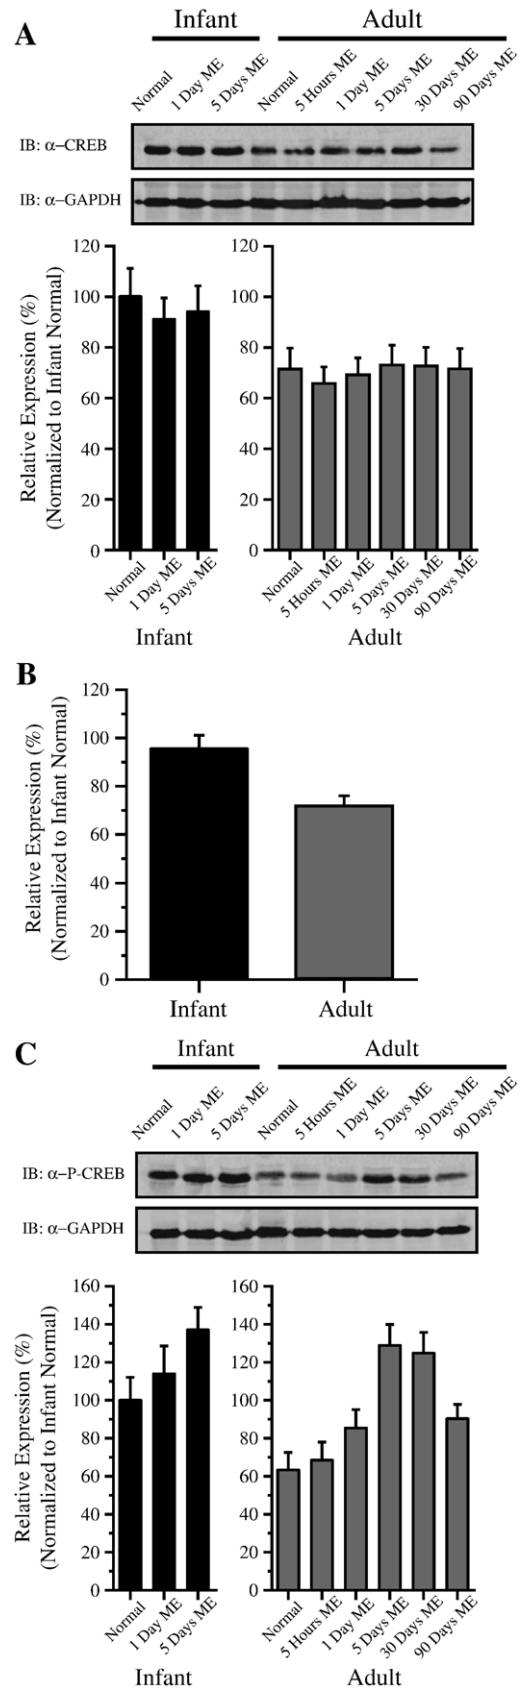 A
Infant Adult
Normal 1 Day ME 5 Days ME Normal 5 Hours ME 1 Day ME 5 Days ME 30 Days ME 90 Days ME
IB: α–CREB
IB: α–GAPDH
Relative Expression (%)
(Normalized to Infant Normal)
120 120
100 100
80 80
60 60
40 40
20 20
0 0
Normal 1 Day ME 5 Days ME Normal 5 Hours ME 1 Day ME 5 Days ME 30 Days ME 90 Days ME
Infant Adult
B
Relative Expression (%)
(Normalized to Infant Normal)
120
100
80
60
40
20
0
Infant Adult
C
Infant Adult
Normal 1 Day ME 5 Days ME Normal 5 Hours ME 1 Day ME 5 Days ME 30 Days ME 90 Days ME
IB: α–P-CREB
IB: α–GAPDH
Relative Expression (%)
(Normalized to Infant Normal)
160 160
140 140
120 120
100 100
80 80
60 60
40 40
20 20
0 0
Normal 1 Day ME 5 Days ME Normal 5 Hours ME 1 Day ME 5 Days ME 30 Days ME 90 Days ME
Infant Adult